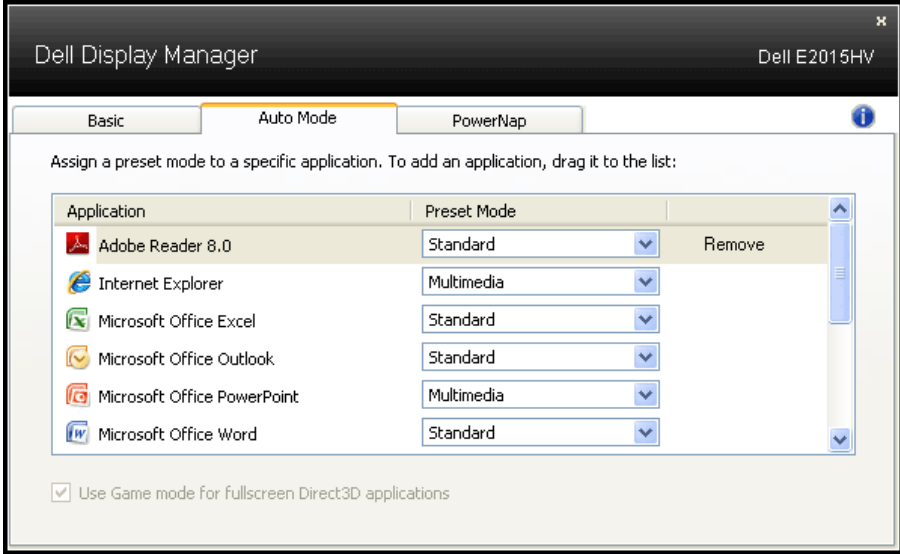 Dell Display Manager
Dell E2015HV
Basic
Auto Mode
PowerNap
Assign a preset mode to a specific application. To add an application, drag it to the list:
Application Preset Mode
Adobe Reader 8.0 Standard Remove
Internet Explorer Multimedia
Microsoft Office Excel Standard
Microsoft Office Outlook Standard
Microsoft Office PowerPoint Multimedia
Microsoft Office Word Standard
Use Game mode for fullscreen Direct3D applications